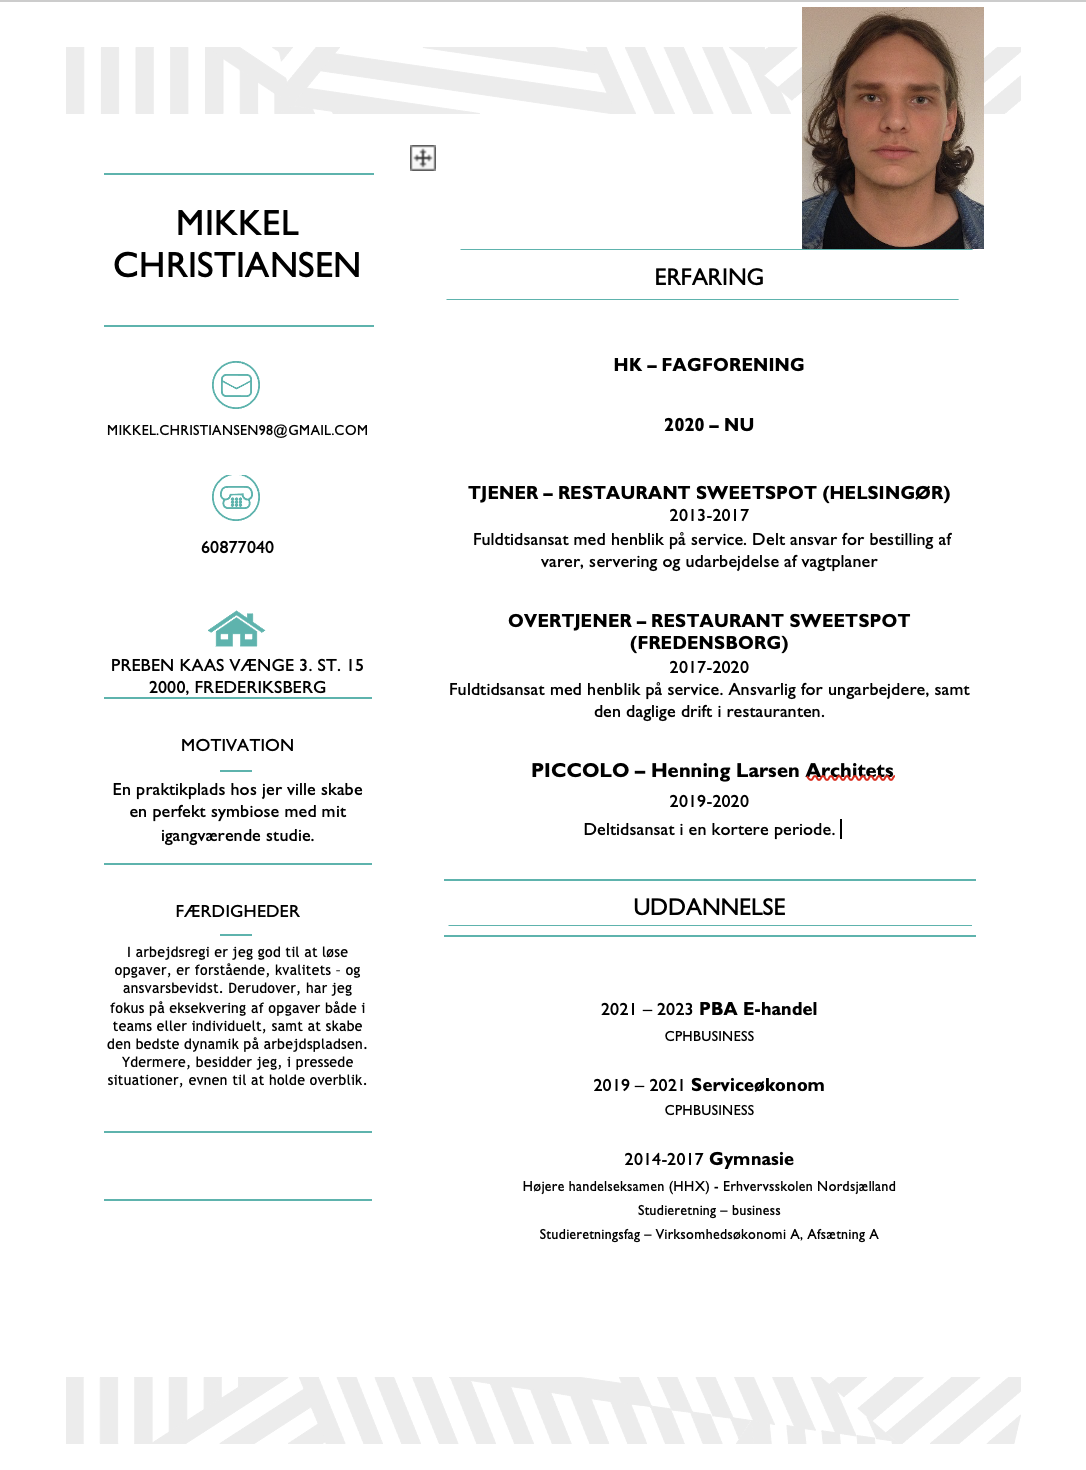 MIKKEL
CHRISTIANSEN
MIKKEL.CHRISTIANSEN98@GMAIL.COM
60877040
PREBEN KAAS VÆNGE 3. ST. 15
2000, FREDERIKSBERG
MOTIVATION
En praktikplads hos jer ville skabe
en perfekt symbiose med mit
igangværende studie.
FÆRDIGHEDER
I arbejdsregi er jeg god til at løse
opgaver, er forstående, kvalitets - og
ansvarsbevidst. Derudover, har jeg
fokus på eksekvering af opgaver både i
teams eller individuelt, samt at skabe
den bedste dynamik på arbejdspladsen.
Ydermere, besidder jeg, i pressede
situationer, evnen til at holde overblik.
ERFARING
HK – FAGFORENING
2020 – NU
TJENER – RESTAURANT SWEETSPOT (HELSINGØR)
2013-2017
Fuldtidsansat med henblik på service. Delt ansvar for bestilling af
varer, servering og udarbejdelse af vagtplaner
OVERTJENER – RESTAURANT SWEETSPOT
(FREDENSBORG)
2017-2020
Fuldtidsansat med henblik på service. Ansvarlig for ungarbejdere, samt
den daglige drift i restauranten.
PICCOLO – Henning Larsen Architets
2019-2020
Deltidsansat i en kortere periode.
UDDANNELSE
2021 – 2023 PBA E-handel
CPHBUSINESS
2019 – 2021 Serviceøkonom
CPHBUSINESS
2014-2017 Gymnasie
Højere handelseksamen (HHX) - Erhvervsskolen Nordsjælland
Studieretning – business
Studieretningsfag – Virksomhedsøkonomi A, Afsætning A